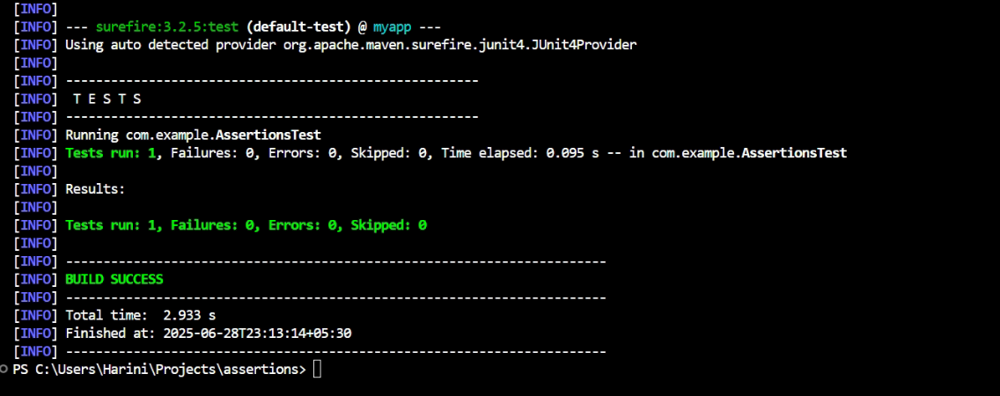 [INFO]
[INFO] --- surefire:3.2.5:test (default-test) @ myapp ---
[INFO] Using auto detected provider org.apache.maven.surefire.junit4.JUnit4Provider
[INFO]
[INFO] -------------------------------------------------------
[INFO]  T E S T S
[INFO] -------------------------------------------------------
[INFO] Running com.example.AssertionsTest
[INFO] Tests run: 1, Failures: 0, Errors: 0, Skipped: 0, Time elapsed: 0.095 s -- in com.example.AssertionsTest
[INFO]
[INFO] Results:
[INFO]
[INFO] Tests run: 1, Failures: 0, Errors: 0, Skipped: 0
[INFO]
[INFO] ------------------------------------------------------------------------
[INFO] BUILD SUCCESS
[INFO] ------------------------------------------------------------------------
[INFO] Total time:  2.933 s
[INFO] Finished at: 2025-06-28T23:13:14+05:30
[INFO] ------------------------------------------------------------------------
PS C:\Users\Harini\Projects\assertions>